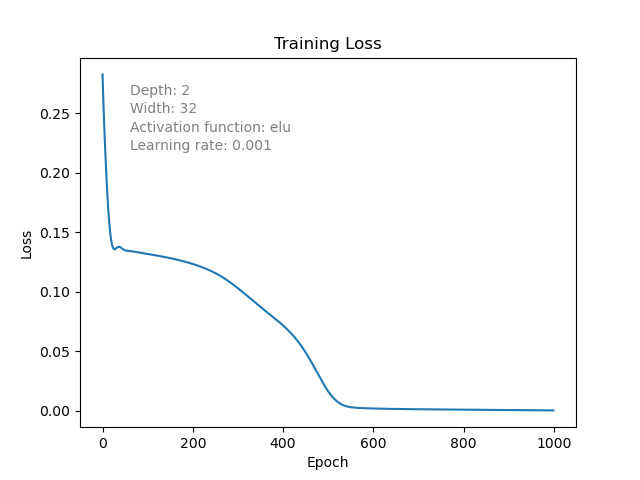 Training Loss
Depth: 2
Width: 32
Activation function: elu
Learning rate: 0.001
0.25
0.20
0.15
0.10
0.05
0.00
Loss
0 200 400 600 800 1000
Epoch